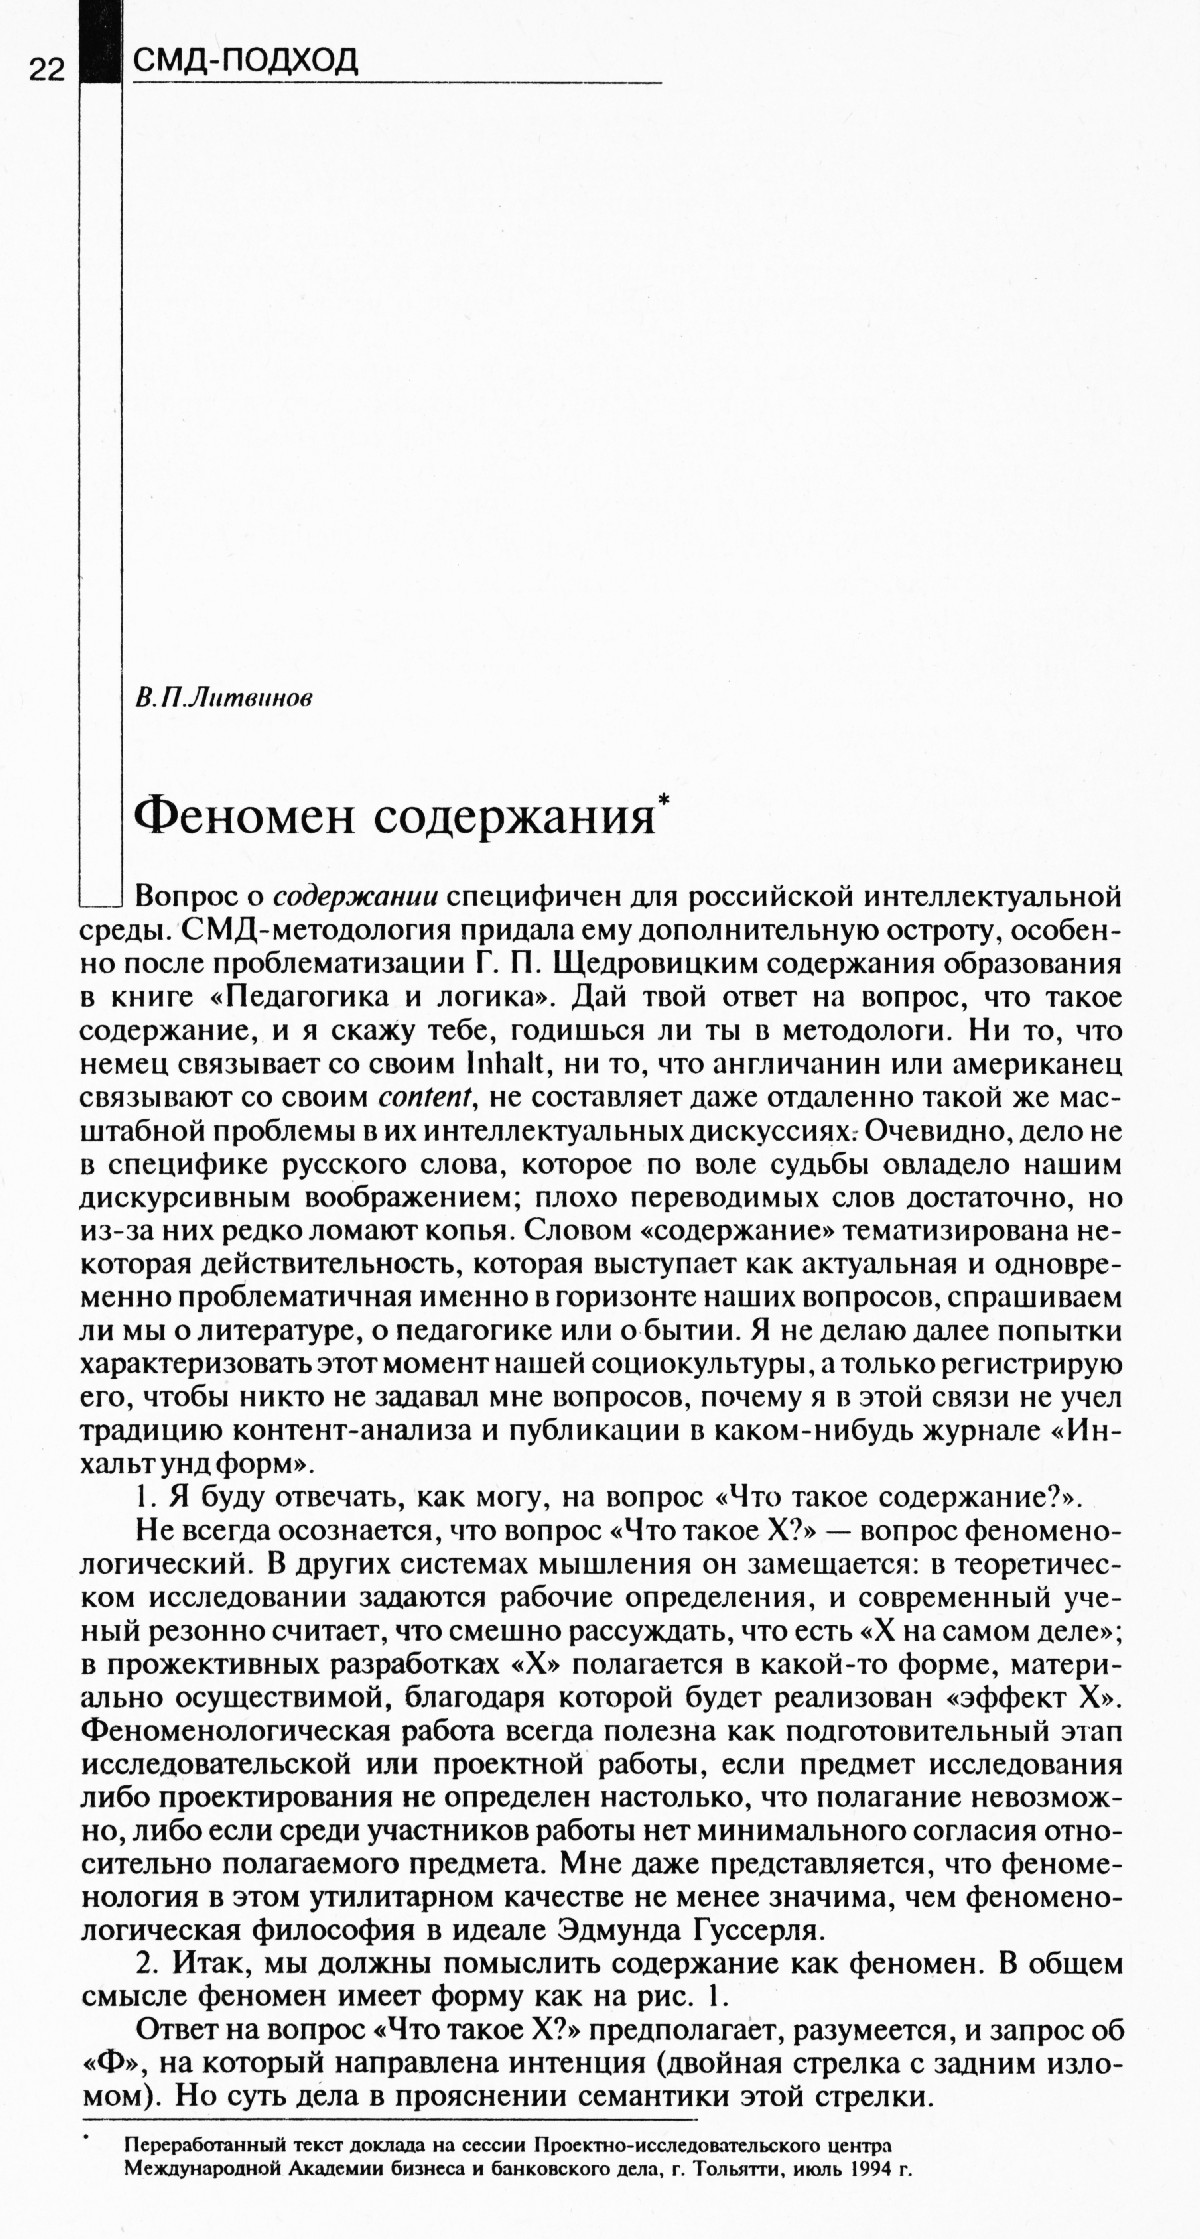 22
СМД-ПОДХОД
В.П.Литвинов
Феномен содержания*
Вопрос о содержании специфичен для российской интеллектуальной
среды. СМД-методология придала ему дополнительную остроту, особен-
но после проблематизации Г. П. Щедровицким содержания образования
в книге «Педагогика и логика». Дай твой ответ на вопрос, что такое
содержание, и я скажу тебе, годишься ли ты в методологи. Ни то, что
немец связывает со своим Inhalt, ни то, что англичанин или американец
связывают со своим content, не составляет даже отдаленно такой же мас-
штабной проблемы в их интеллектуальных дискуссиях. Очевидно, дело не
в специфике русского слова, которое по воле судьбы овладело нашим
дискурсивным воображением; плохо переводимых слов достаточно, но
из-за них редко ломают копья. Словом «содержание» тематизирована не-
которая действительность, которая выступает как актуальная и одновре-
менно проблематичная именно в горизонте наших вопросов, спрашиваем
ли мы о литературе, о педагогике или о бытии. Я не делаю далее попытки
характеризовать этот момент нашей социокультуры, а только регистрирую
его, чтобы никто не задавал мне вопросов, почему я в этой связи не учел
традицию контент-анализа и публикации в каком-нибудь журнале «Ин-
хальт унд форм».
1. Я буду отвечать, как могу, на вопрос «Что такое содержание?».
Не всегда осознается, что вопрос «Что такое X?» — вопрос феномено-
логический. В других системах мышления он замещается: в теоретичес-
ком исследовании задаются рабочие определения, и современный уче-
ный резонно считает, что смешно рассуждать, что есть «X на самом деле»;
в прожективных разработках «X» полагается в какой-то форме, матери-
ально осуществимой, благодаря которой будет реализован «эффект X».
Феноменологическая работа всегда полезна как подготовительный этап
исследовательской или проектной работы, если предмет исследования
либо проектирования не определен настолько, что полагание невозмож-
но, либо если среди участников работы нет минимального согласия отно-
сительно полагаемого предмета. Мне даже представляется, что феноме-
нология в этом утилитарном качестве не менее значима, чем феномено-
логическая философия в идеале Эдмунда Гуссерля.
2. Итак, мы должны помыслить содержание как феномен. В общем
смысле феномен имеет форму как на рис. 1.
Ответ на вопрос «Что такое X?» предполагает, разумеется, и запрос об
«Ф», на который направлена интенция (двойная стрелка с задним изло-
мом). Но суть дела в прояснении семантики этой стрелки.
* Переработанный текст доклада на сессии Проектно-исследовательского центра
Международной Академии бизнеса и банковского дела, г. Тольятти, июль 1994 г.